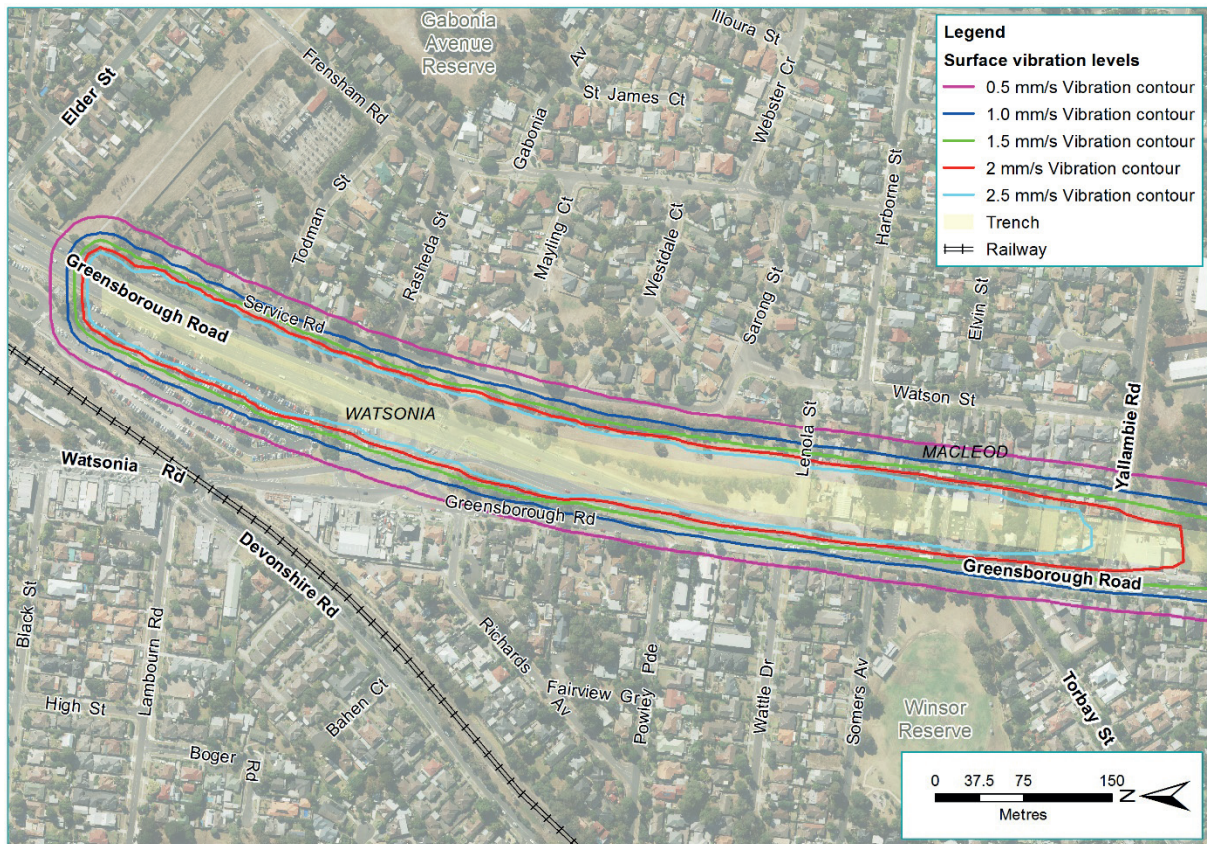 Gabonia
Avenue
Reserve
Illoura St
Elder St
Frensham Rd
Gabonia Av
St James Ct
Webster Cr
Harborne St
Todman St
Rasheda St
Mayling Ct
Westdale Ct
Sarong St
Elvin St
Greensborough Road
Service Rd
WATSONIA
Watson St
Yallambie Rd
Lenola St
MACLEOD
Watsonia Rd
Greensborough Rd
Greensborough Road
Devonshire Rd
Black St
Lambourn Rd
High St
Boger Rd
Bahen Ct
Richards Av
Fairview Gr
Powley Pde
Wattle Dr
Somers Av
Winsor
Reserve
Torbay St
Legend
Surface vibration levels
0.5 mm/s Vibration contour
1.0 mm/s Vibration contour
1.5 mm/s Vibration contour
2 mm/s Vibration contour
2.5 mm/s Vibration contour
Trench
Railway
0 37.5 75 150
Metres
N